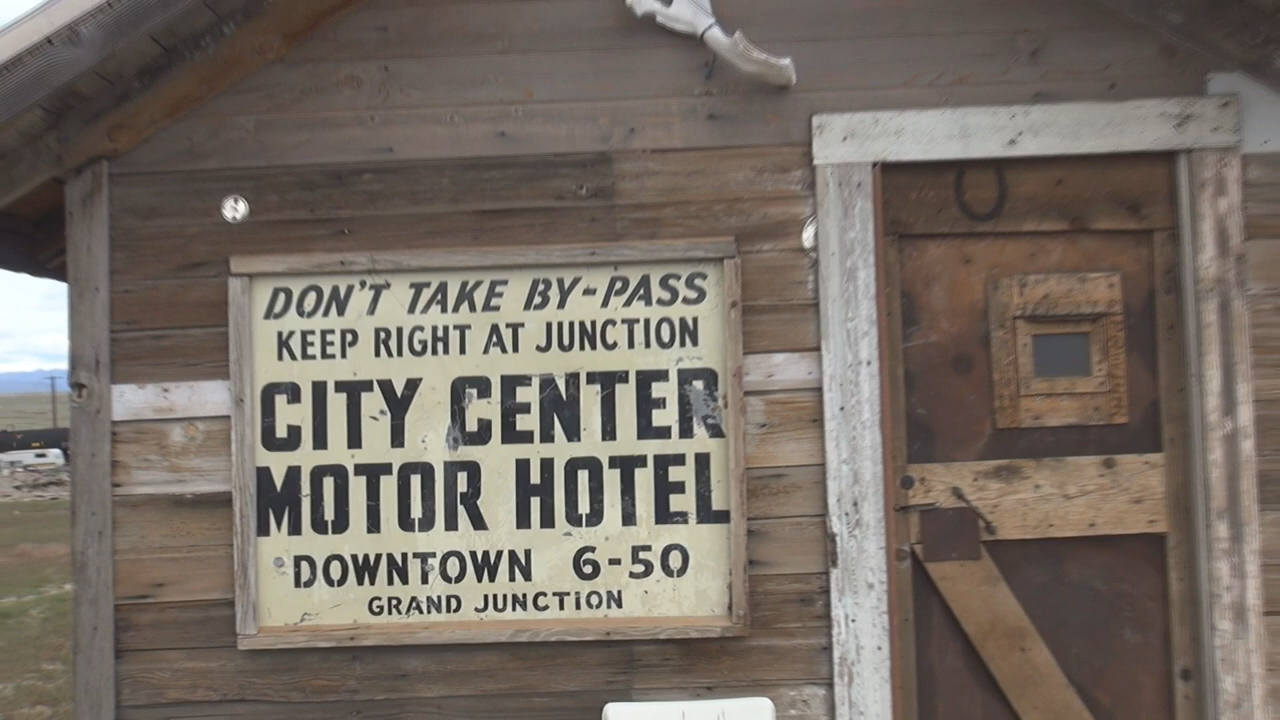 DON'T TAKE BY-PASS
KEEP RIGHT AT JUNCTION
CITY CENTER
MOTOR HOTEL
DOWNTOWN 6-50
GRAND JUNCTION